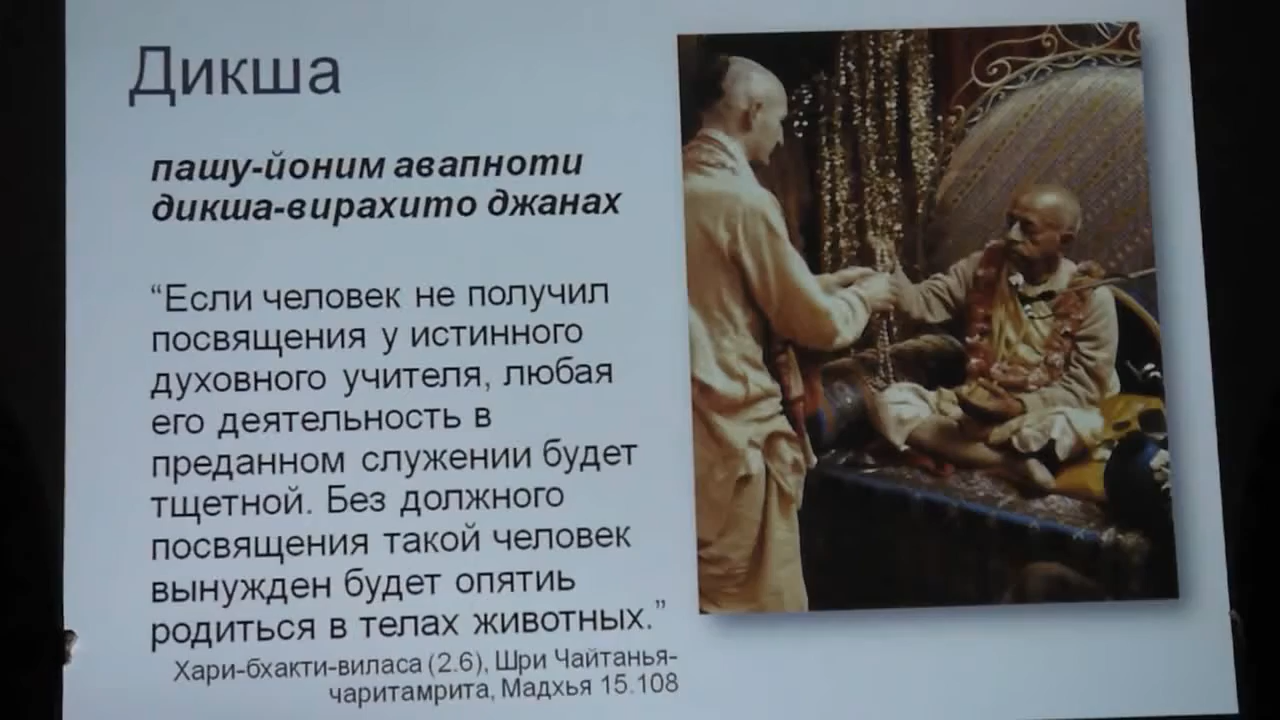 Дикша
пашу-йоним авапноти
дикша-вирахито джанах
“Если человек не получил
посвящения у истинного
духовного учителя, любая
его деятельность в
преданном служении будет
тщетной. Без должного
посвящения такой человек
вынужден будет опятиь
родиться в телах животных.”
Хари-бхакти-виласа (2.6), Шри Чайтанья-
чаритамрита, Мадхья 15.108